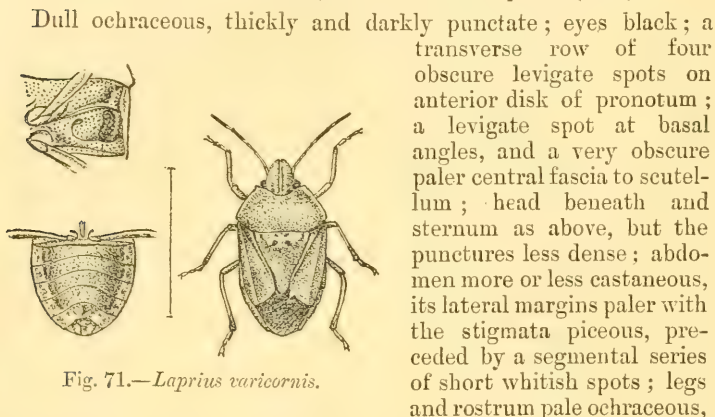 Dull ochraceous, thickly and darkly punctate; eyes black; a
transverse row of four
obscure levigate spots on
anterior disk of pronotum;
a levigate spot at basal
angles, and a very obscure
paler central fascia to scutel-
lum; head beneath and
sternum as above, but the
punctures less dense; abdo-
men more or less castaneous,
its lateral margins paler with
the stigmata piceous, pre-
ceded by a segmental series
of short whitish spots; legs
and rostrum pale ochraceous,
Fig. 71.—Laprius varicornis.